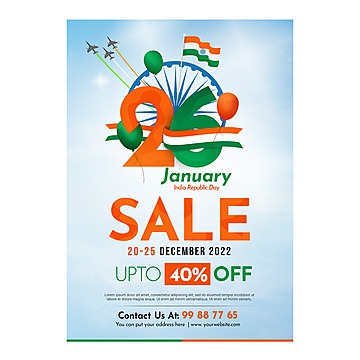 26
January
India Republic Day
SALE
20-25 DECEMBER 2022
UPTO 40% OFF
Contact Us At: 99 88 77 65
You can put your address here | www.yourwebsite.com